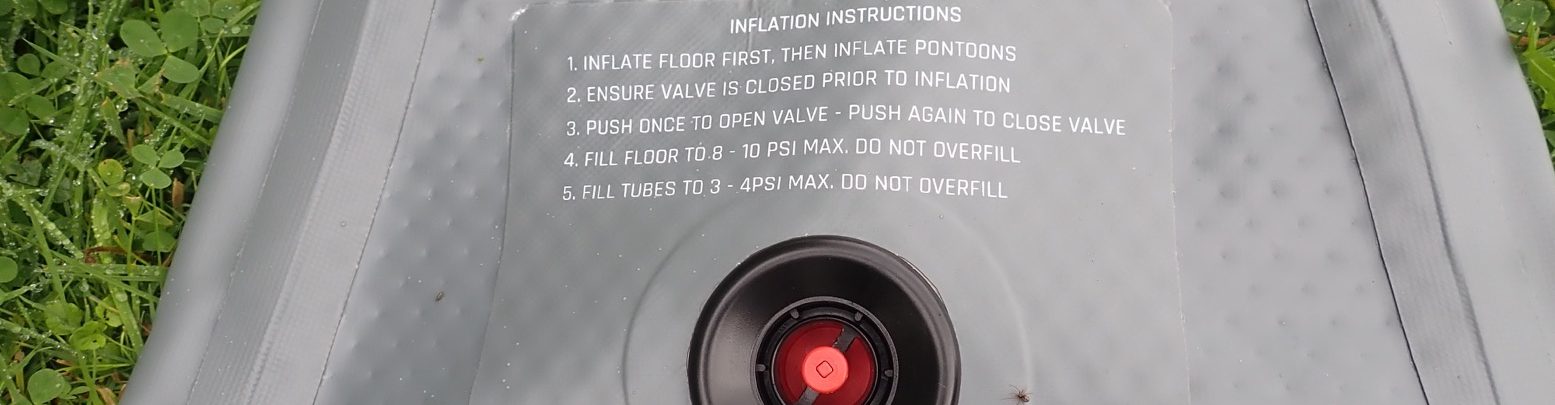 INFLATION INSTRUCTIONS
1. INFLATE FLOOR FIRST, THEN INFLATE PONTOONS
2. ENSURE VALVE IS CLOSED PRIOR TO INFLATION
3. PUSH ONCE TO OPEN VALVE - PUSH AGAIN TO CLOSE VALVE
4. FILL FLOOR TO 8 - 10 PSI MAX. DO NOT OVERFILL
5. FILL TUBES TO 3 - 4PSI MAX. DO NOT OVERFILL